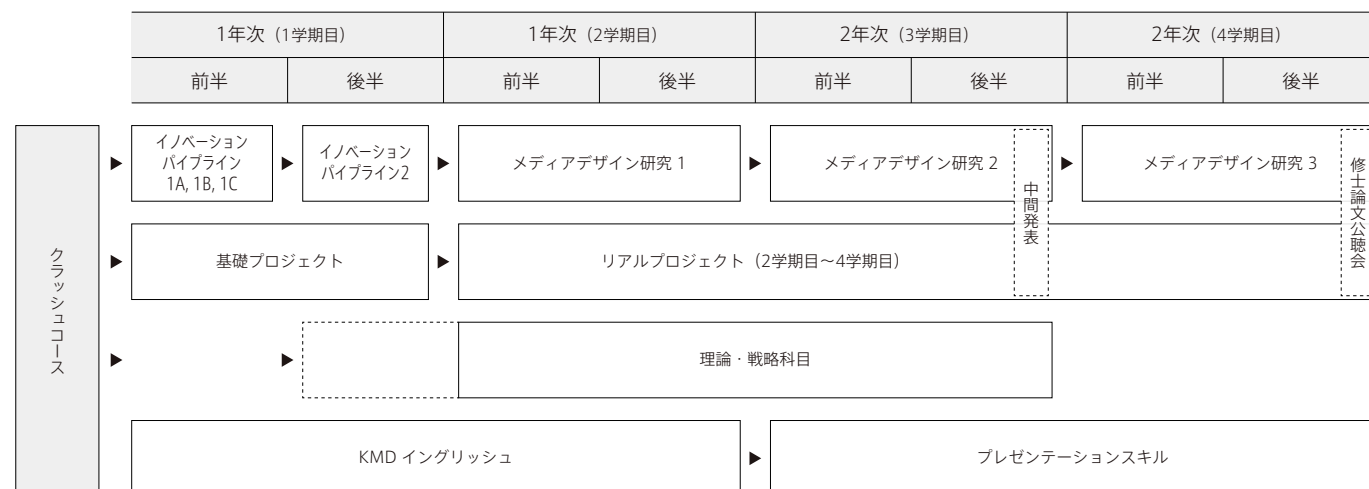 1年次（1学期目）
1年次（2学期目）
2年次（3学期目）
2年次（4学期目）
前半
後半
前半
後半
前半
後半
前半
後半
クラッシュコース
イノベーション
パイプライン
1A, 1B, 1C
イノベーション
パイプライン2
メディアデザイン研究 1
メディアデザイン研究 2
中間発表
メディアデザイン研究 3
修士論文公聴会
基礎プロジェクト
リアルプロジェクト（2学期目～4学期目）
理論・戦略科目
KMD イングリッシュ
プレゼンテーションスキル